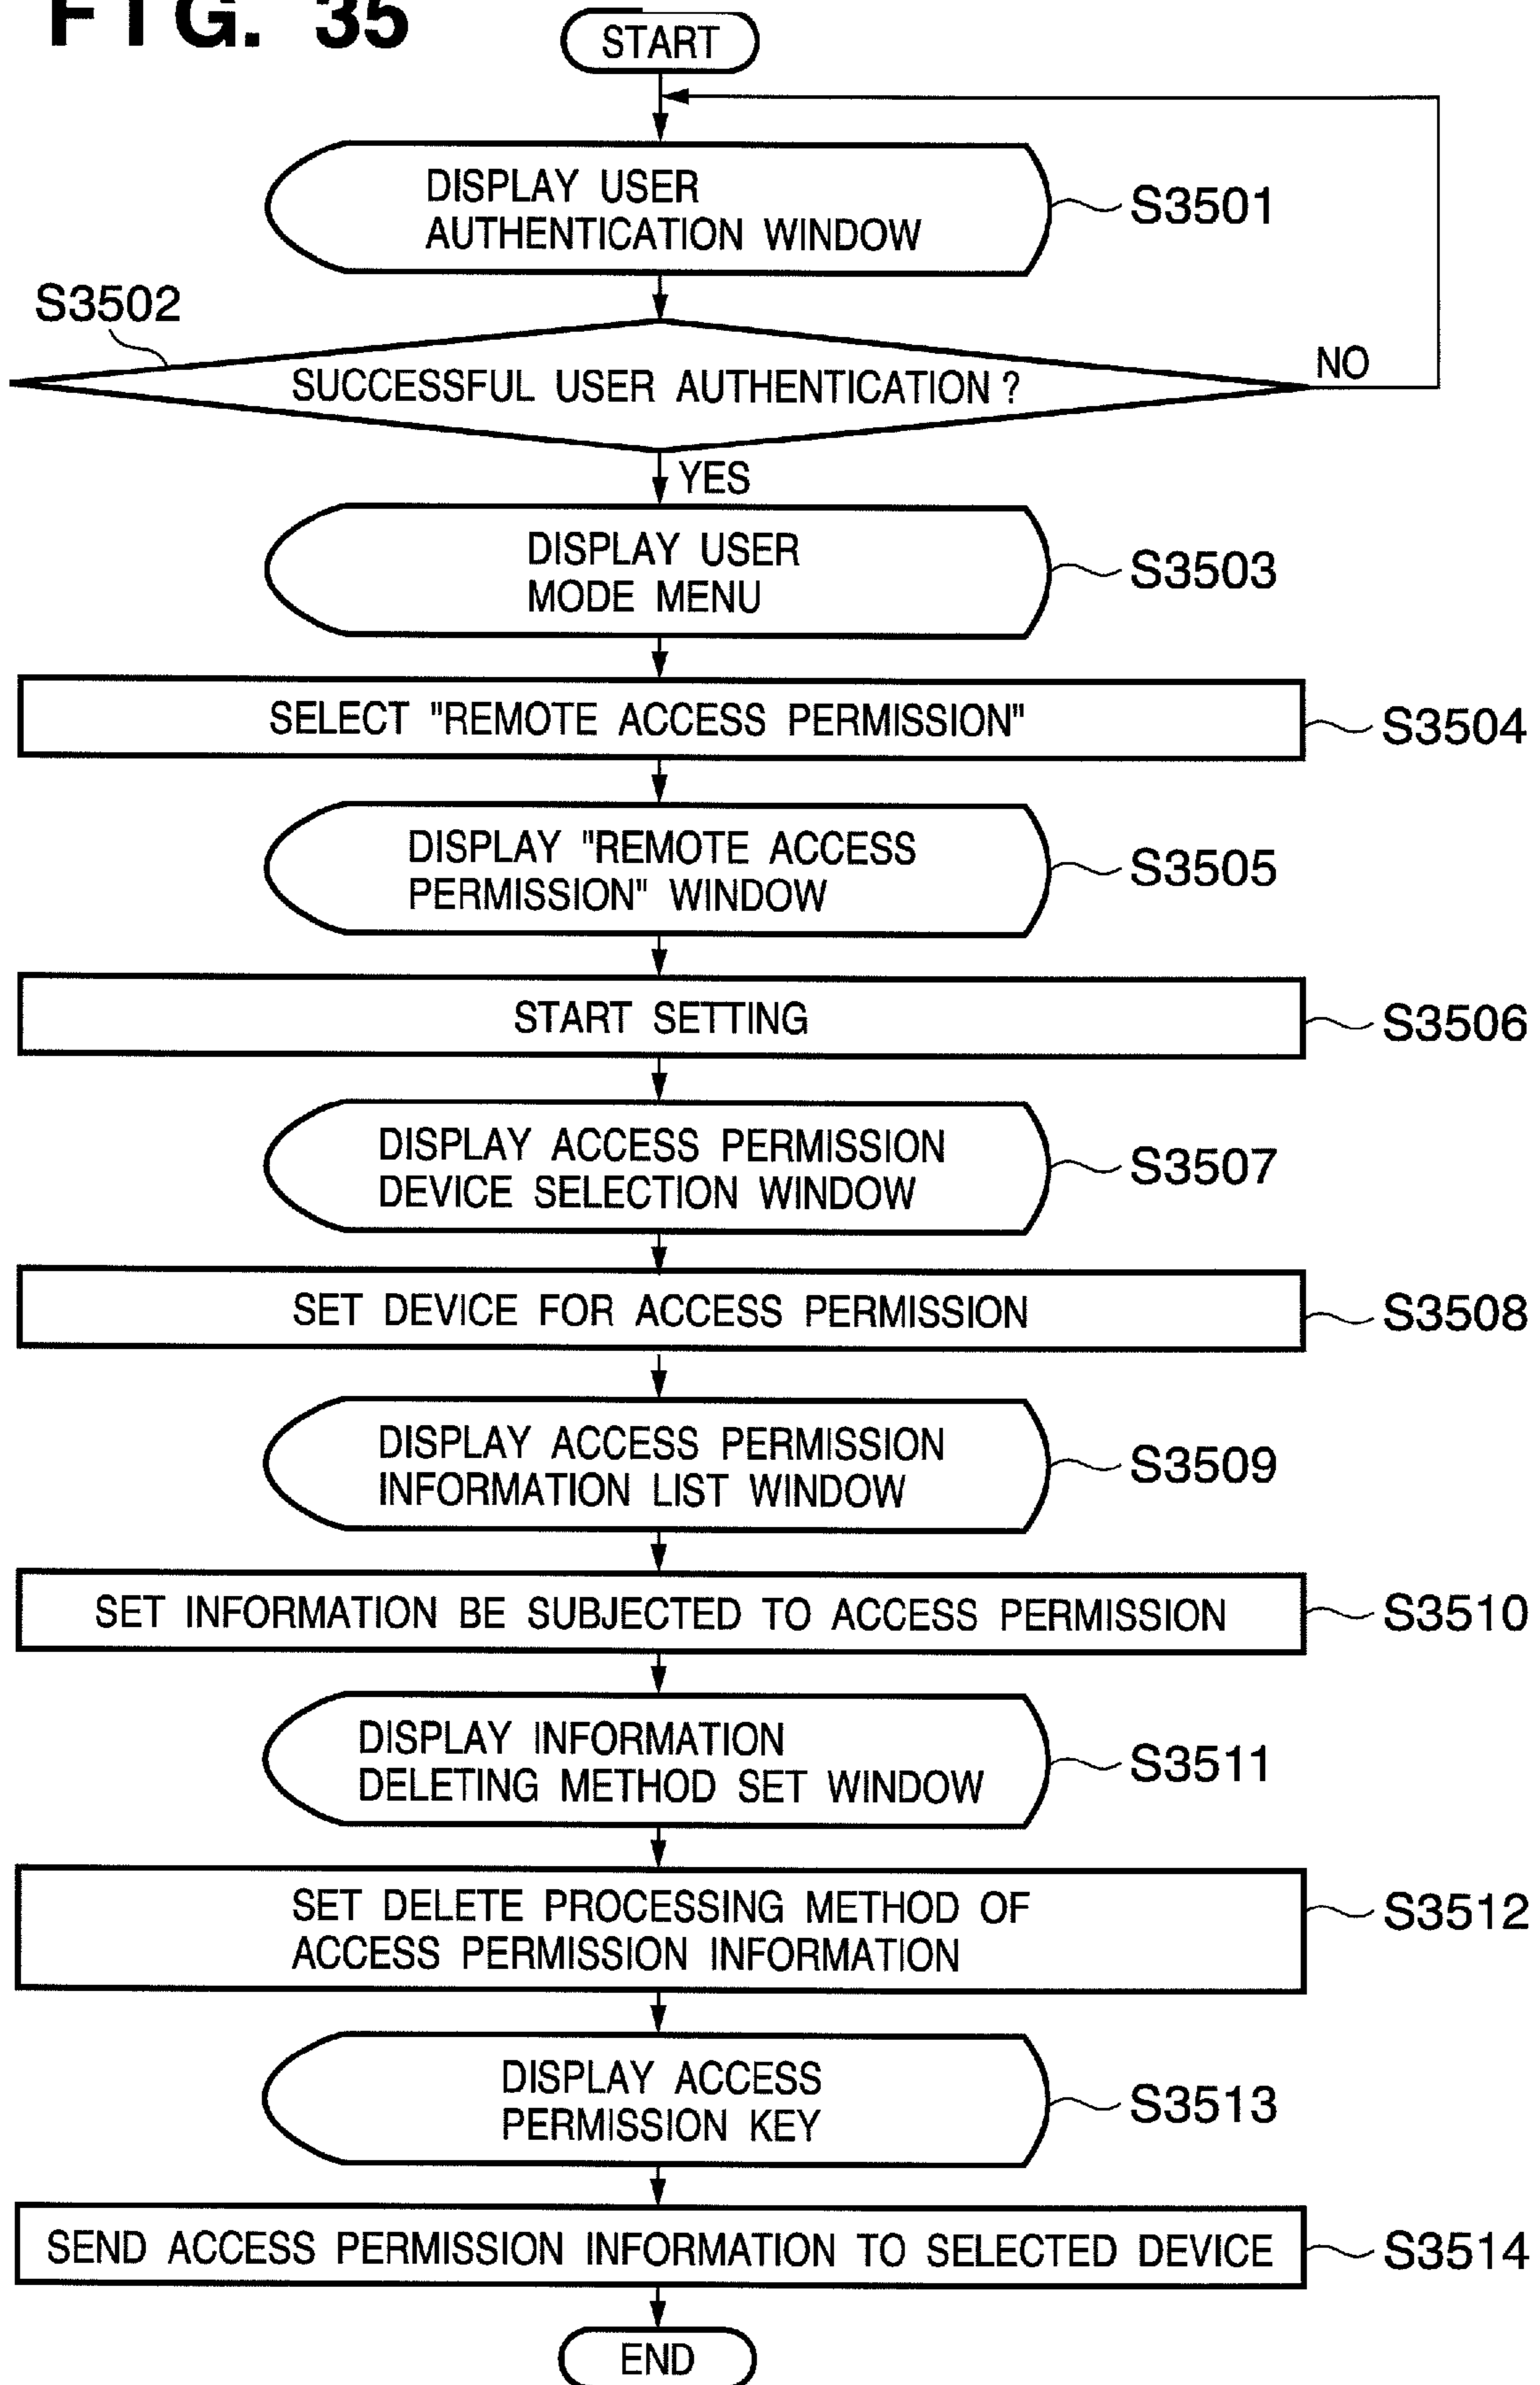 FIG. 35
START
DISPLAY USER
AUTHENTICATION WINDOW
S3501
S3502
SUCCESSFUL USER AUTHENTICATION ?
NO
YES
DISPLAY USER
MODE MENU
S3503
SELECT "REMOTE ACCESS PERMISSION"
S3504
DISPLAY "REMOTE ACCESS
PERMISSION" WINDOW
S3505
START SETTING
S3506
DISPLAY ACCESS PERMISSION
DEVICE SELECTION WINDOW
S3507
SET DEVICE FOR ACCESS PERMISSION
S3508
DISPLAY ACCESS PERMISSION
INFORMATION LIST WINDOW
S3509
SET INFORMATION BE SUBJECTED TO ACCESS PERMISSION
S3510
DISPLAY INFORMATION
DELETING METHOD SET WINDOW
S3511
SET DELETE PROCESSING METHOD OF
ACCESS PERMISSION INFORMATION
S3512
DISPLAY ACCESS
PERMISSION KEY
S3513
SEND ACCESS PERMISSION INFORMATION TO SELECTED DEVICE
S3514
END